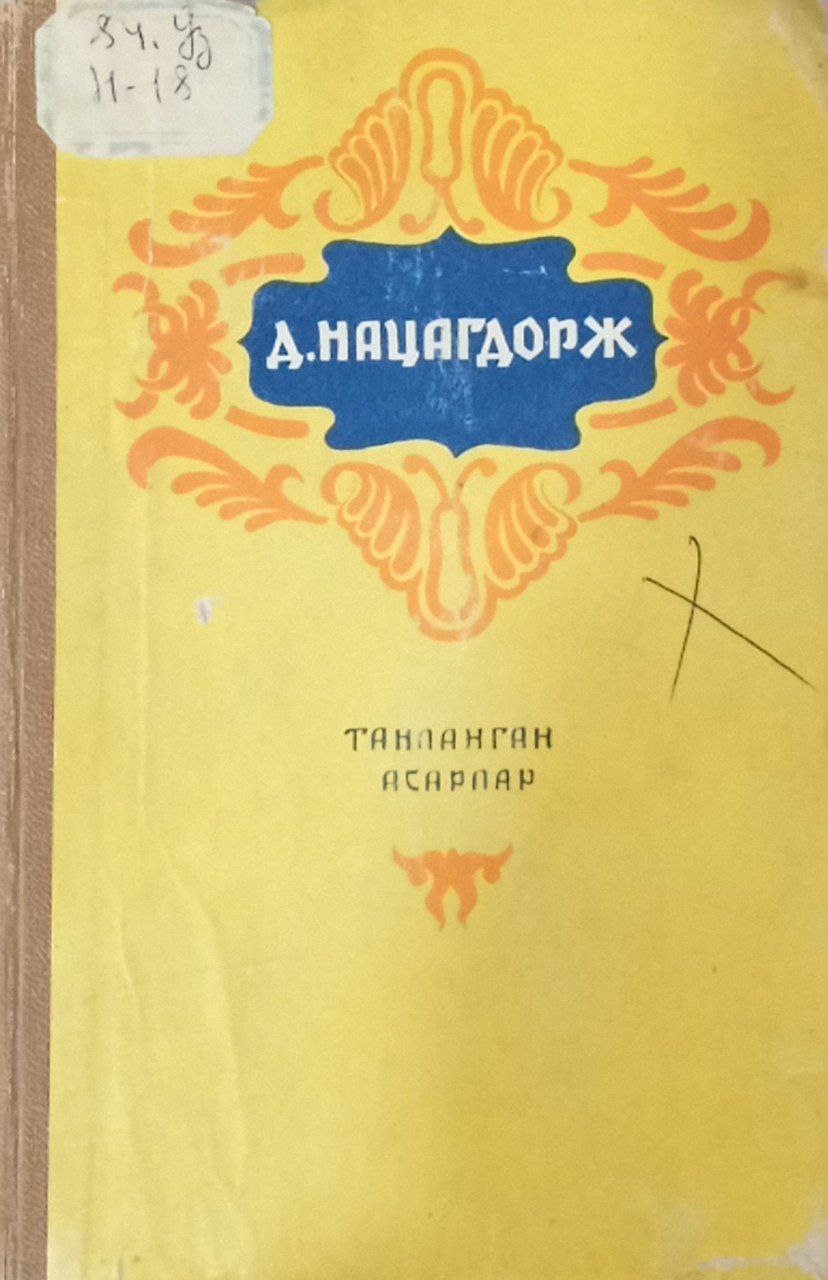 84. Уз
Н-18
Д.НАЦАГДОРЖ
ТАНЛАНГАН
АСАРЛАР